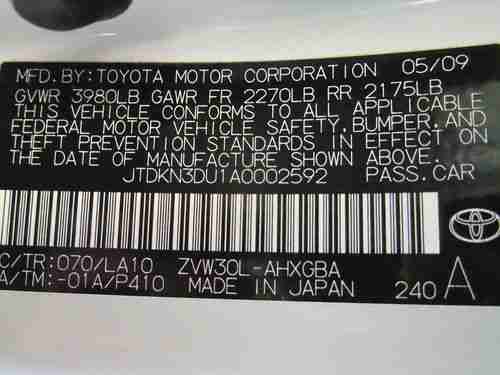 MFD. BY: TOYOTA MOTOR CORPORATION 05/09
GVWR 3980LB GAWR FR 2270LB RR 2175LB
THIS VEHICLE CONFORMS TO ALL APPLICABLE
FEDERAL MOTOR VEHICLE SAFETY, BUMPER, AND
THEFT PREVENTION STANDARDS IN EFFECT ON
THE DATE OF MANUFACTURE SHOWN ABOVE.
JTDKN3DU1A0002592 PASS.CAR
C/TR:070/LA10 ZVW30L-AHXGBA
A/TM:-01A/P410 MADE IN JAPAN 240 A
TOYOTA